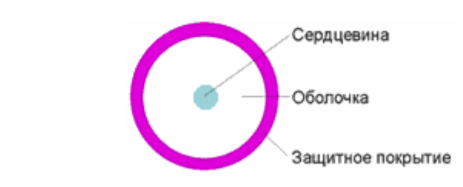 Сердцевина
Оболочка
Защитное покрытие